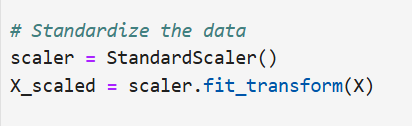 # Standardize the data
scaler = StandardScaler()
X_scaled = scaler.fit_transform(X)